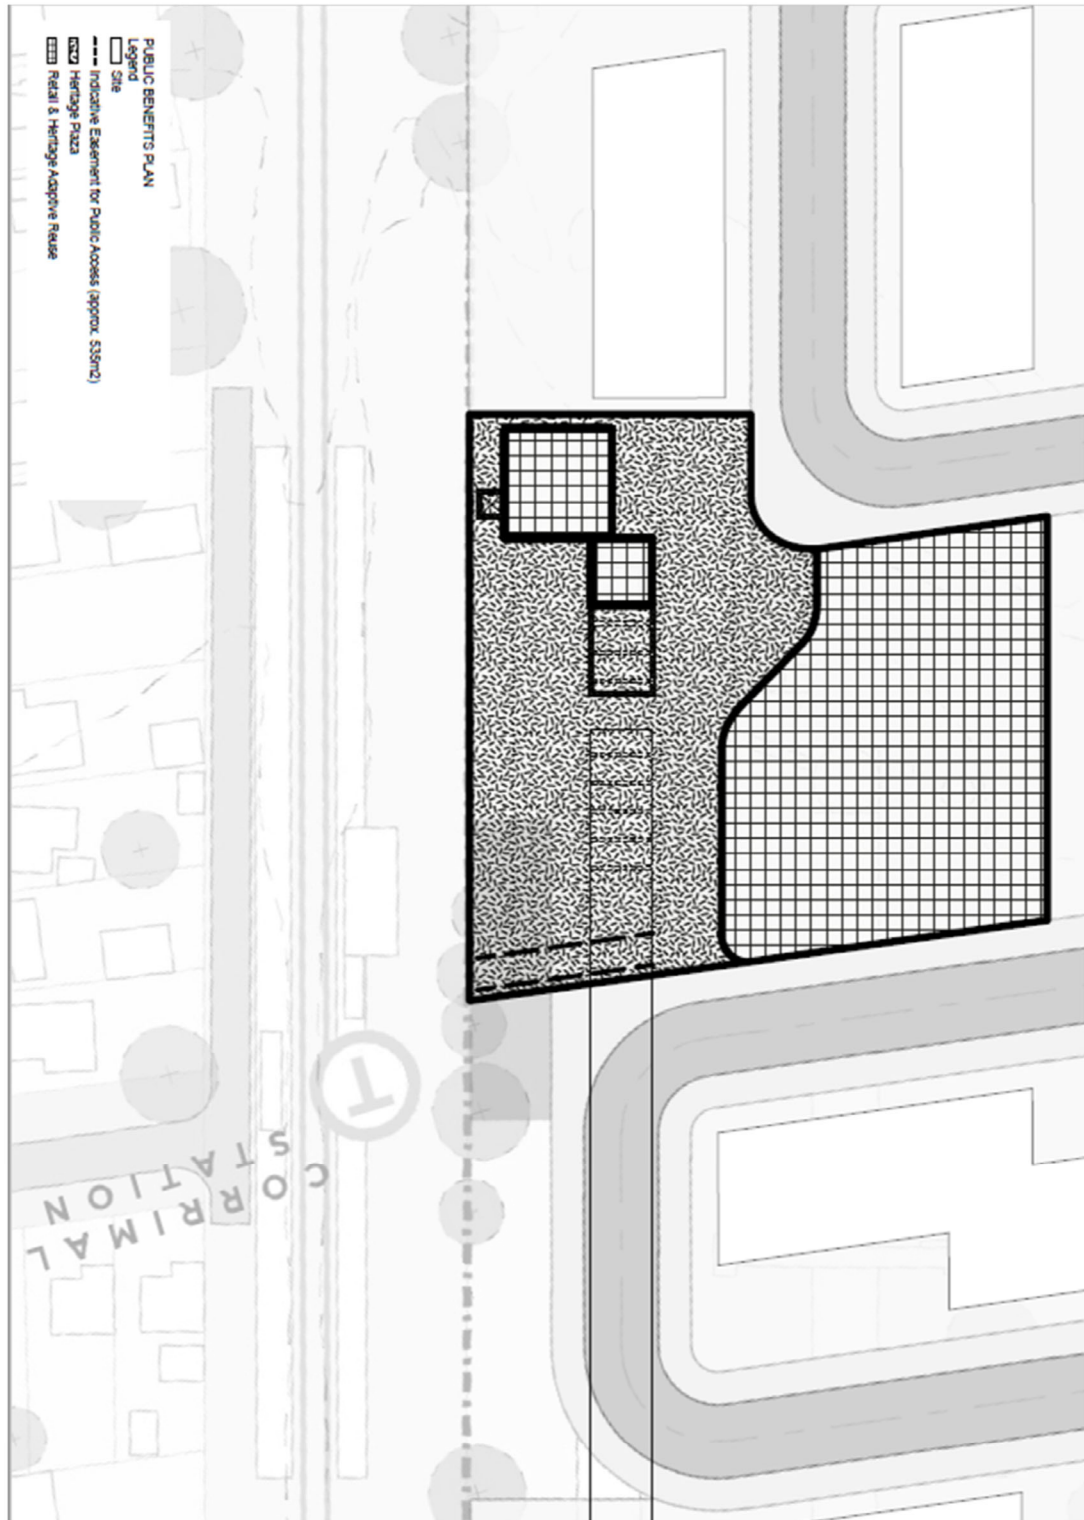 PUBLIC BENEFITS PLAN
Legend
Site
Indicative Easement for Public Access (approx. 535m2)
Heritage Plaza
Retail & Heritage Adaptive Reuse
T
CORRIMAL
STATION